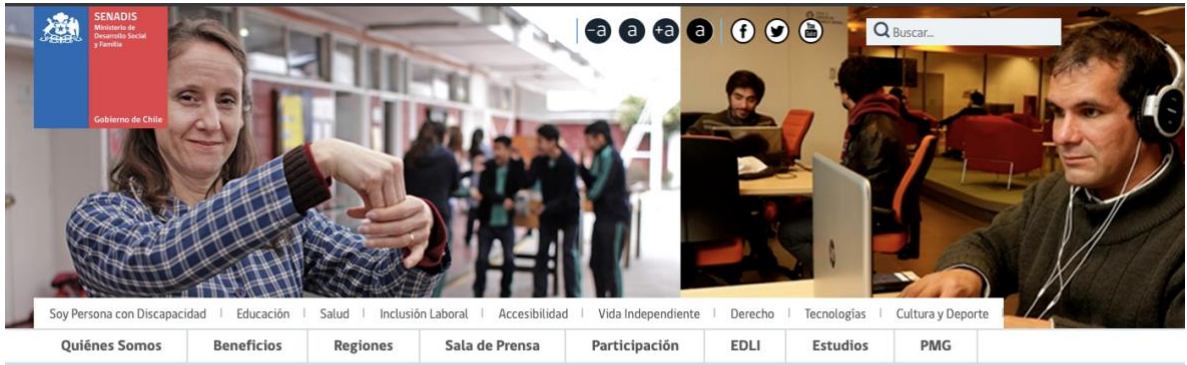 SENADIS
Ministerio de
Desarrollo Social
y Familia
Gobierno de Chile
-a a +a a
Buscar...
Soy Persona con Discapacidad | Educación | Salud | Inclusión Laboral | Accesibilidad | Vida Independiente | Derecho | Tecnologías | Cultura y Deporte
Quiénes Somos Beneficios Regiones Sala de Prensa Participación EDLI Estudios PMG